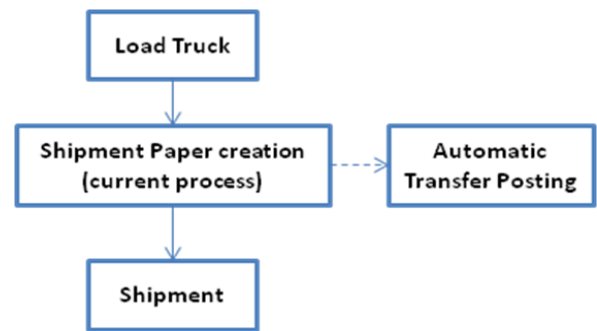 Load Truck
Shipment Paper creation
(current process)
Automatic
Transfer Posting
Shipment